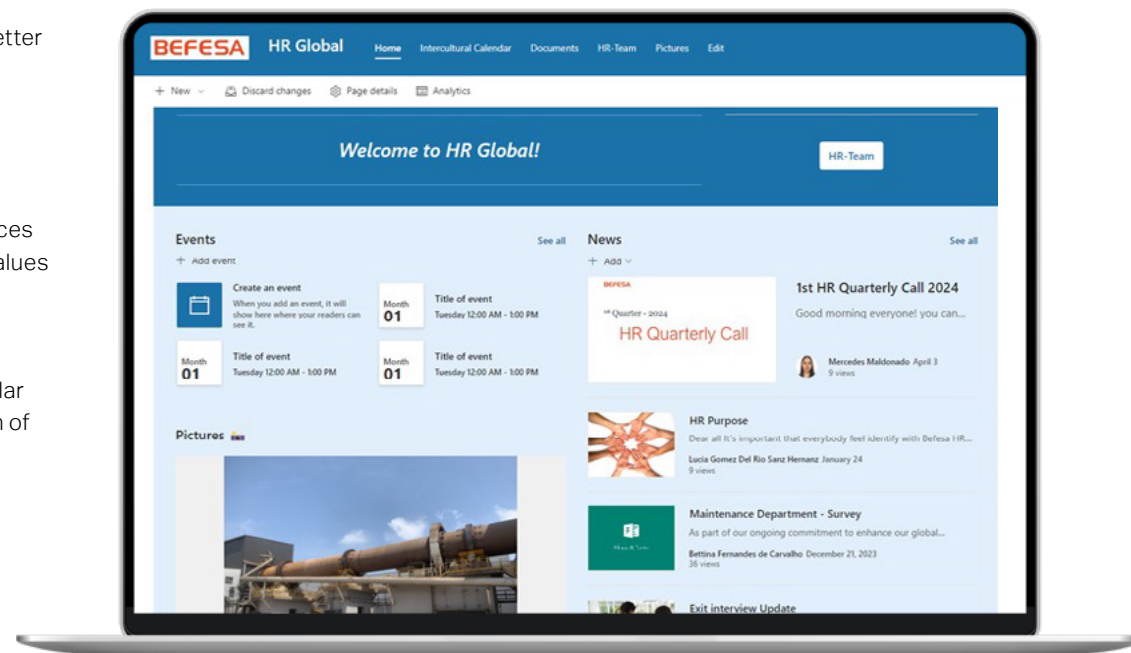 etter
ces
alues
lar
n of
BEFESA HR Global Home Intercultural Calendar Documents HR-Team Pictures Edit
+ New Discard changes Page details Analytics
Welcome to HR Global!
HR-Team
Events See all
+ Add event
Create an event
When you add an event, it will
show here where your readers can
see it.
Month
01
Title of event
Tuesday 12:00 AM - 1:00 PM
Month
01
Title of event
Tuesday 12:00 AM - 1:00 PM
Month
01
Title of event
Tuesday 12:00 AM - 1:00 PM
Pictures
News See all
+ Add
BEFESA
1st Quarter - 2024
HR Quarterly Call
1st HR Quarterly Call 2024
Good morning everyone! you can...
Mercedes Maldonado April 3
9 views
HR Purpose
Dear all It's important that everybody feel identify with Befesa HR...
Lucia Gomez Del Rio Sanz Hernanz January 24
9 views
Maintenance Department - Survey
As part of our ongoing commitment to enhance our global...
Bettina Fernandes de Carvalho December 21, 2023
36 views
Exit interview Update